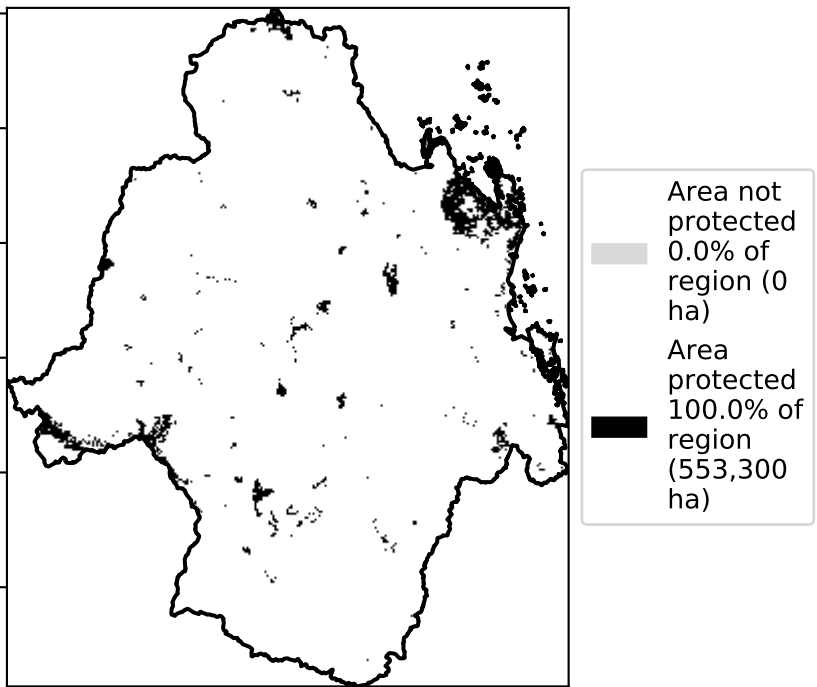 Area not
protected
0.0% of
region (0
ha)
Area
protected
100.0% of
region
(553,300
ha)